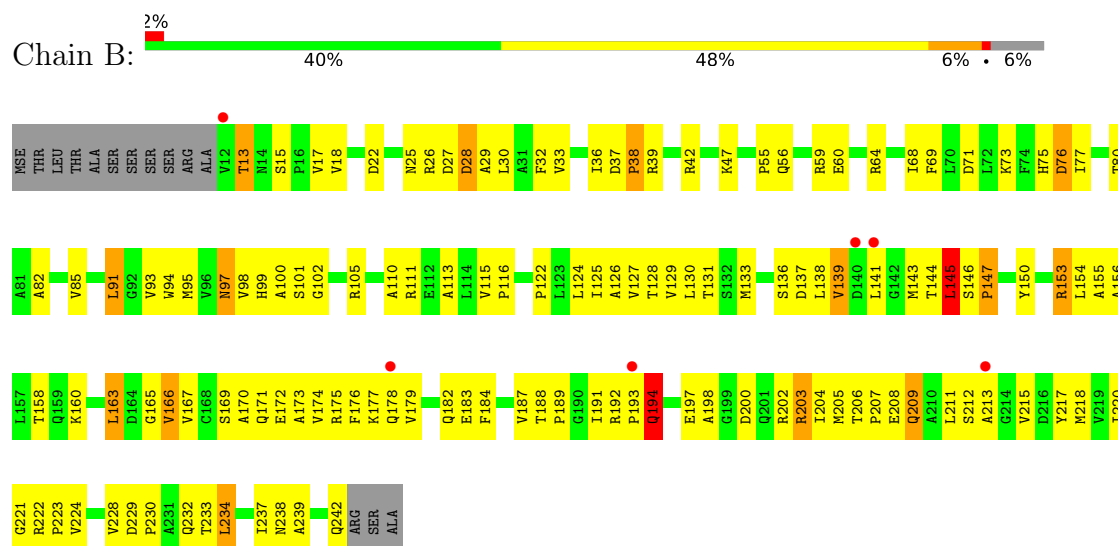 2%
Chain B:
40% 48% 6% • 6%
MSE THR LEU THR ALA SER SER SER SER ARG ALA V12 T13 N14 S15 P16 V17 V18 D22 N25 R26 D27 D28 A29 L30 A31 F32 V33 I36 D37 P38 R39 R42 K47 P55 Q56 R59 E60 R64 I68 F69 L70 D71 L72 K73 F74 H75 D76 I77 T80
A81 A82 V85 L91 G92 V93 W94 M95 V96 N97 V98 H99 A100 S101 G102 R105 A110 R111 E112 A113 L114 V115 P116 P122 L123 L124 I125 A126 V127 T128 V129 L130 T131 S132 M133 S136 D137 L138 V139 D140 L141 G142 M143 T144 L145 S146 P147 Y150 R153 L154 A155 A156
L157 T158 Q159 K160 L163 D164 G165 V166 V167 C168 S169 A170 Q171 E172 A173 V174 R175 F176 K177 Q178 V179 Q182 E183 F184 V187 T188 P189 G190 I191 R192 P193 Q194 E197 A198 G199 D200 Q201 R202 R203 I204 M205 T206 P207 E208 Q209 A210 L211 S212 A213 G214 V215 D216 Y217 M218 V219 I220
G221 R222 P223 V224 V228 D229 P230 A231 Q232 T233 L234 I237 N238 A239 Q242 ARG SER ALA